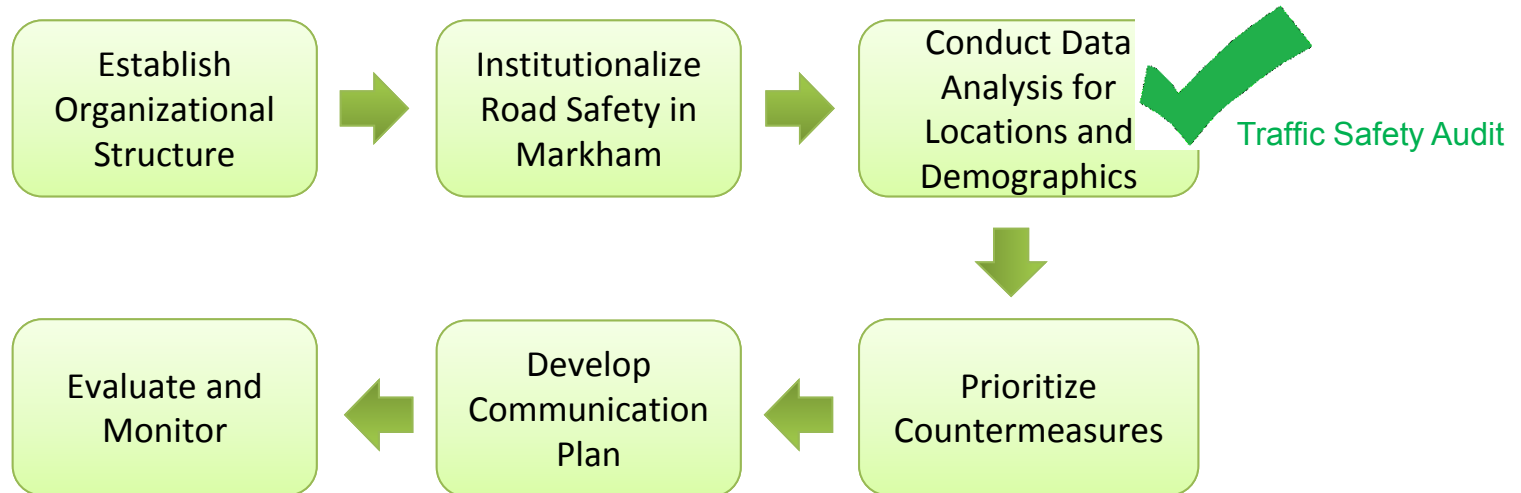 Establish
Organizational
Structure
Institutionalize
Road Safety in
Markham
Conduct Data
Analysis for
Locations and
Demographics
Traffic Safety Audit
Prioritize
Countermeasures
Develop
Communication
Plan
Evaluate and
Monitor